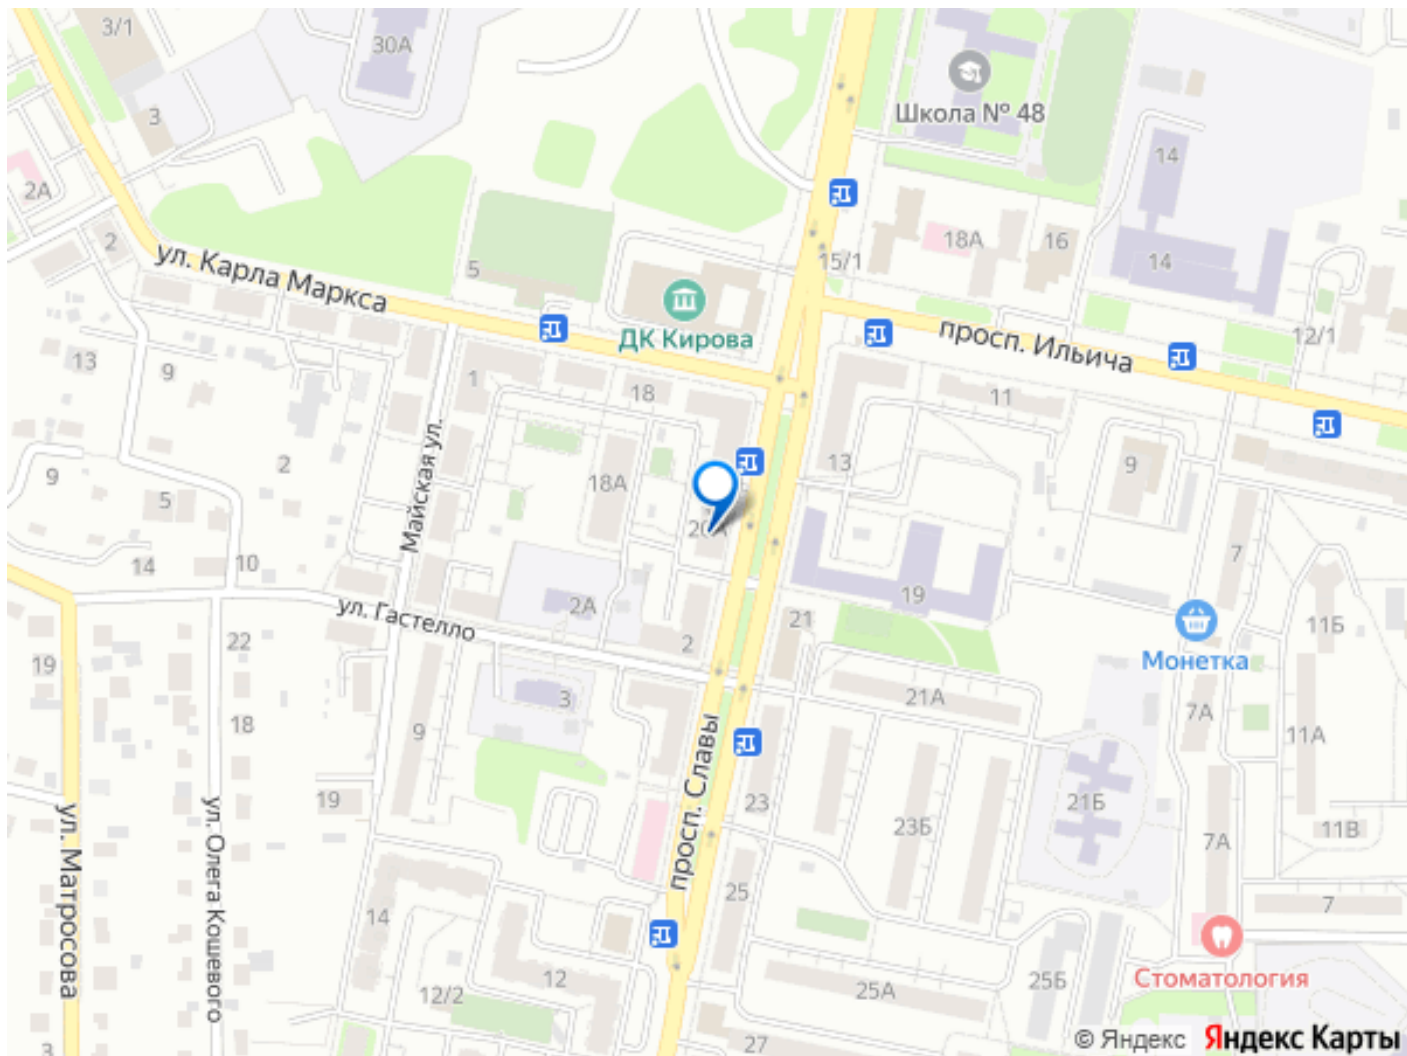 3/1
30А
3
2А
2
ул. Карла Маркса
5
Школа № 48
14
18А
16
14
15/1
ДК Кирова
просп. Ильича
12/1
13
9
1
18
11
Майская ул.
2
18А
13
9
9
5
20А
14
10
7
ул. Гастелло
2А
19
21
11Б
22
2
Монетка
19
3
21А
7А
18
9
11А
просп. Славы
19
23
21Б
23Б
11В
7А
ул. Матросова
ул. Олега Кошевого
14
25
7
12
12/2
25А
25Б
Стоматология
27
3
© Яндекс Яндекс Карты